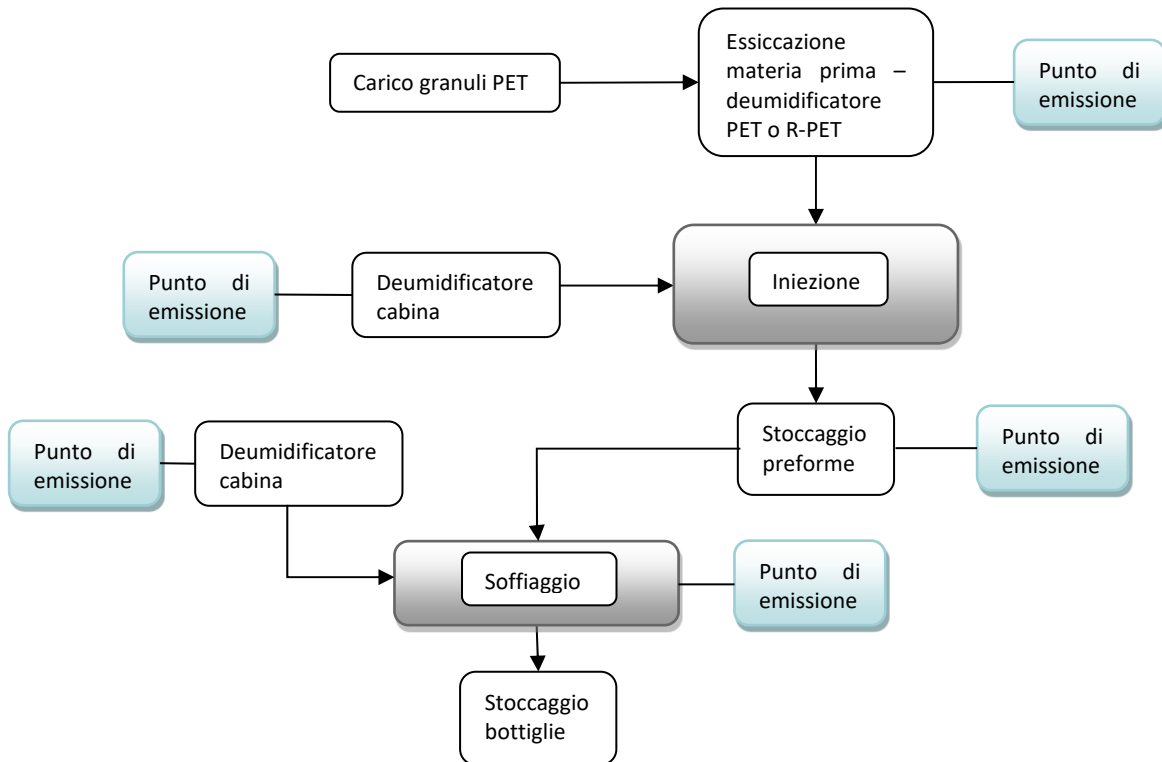 Essiccazione
materia prima –
deumidificatore
PET o R-PET
Carico granuli PET
Punto di
emissione
Iniezione
Punto di
emissione
Deumidificatore
cabina
Stoccaggio
preforme
Punto di
emissione
Punto di
emissione
Deumidificatore
cabina
Soffiaggio
Punto di
emissione
Stoccaggio
bottiglie